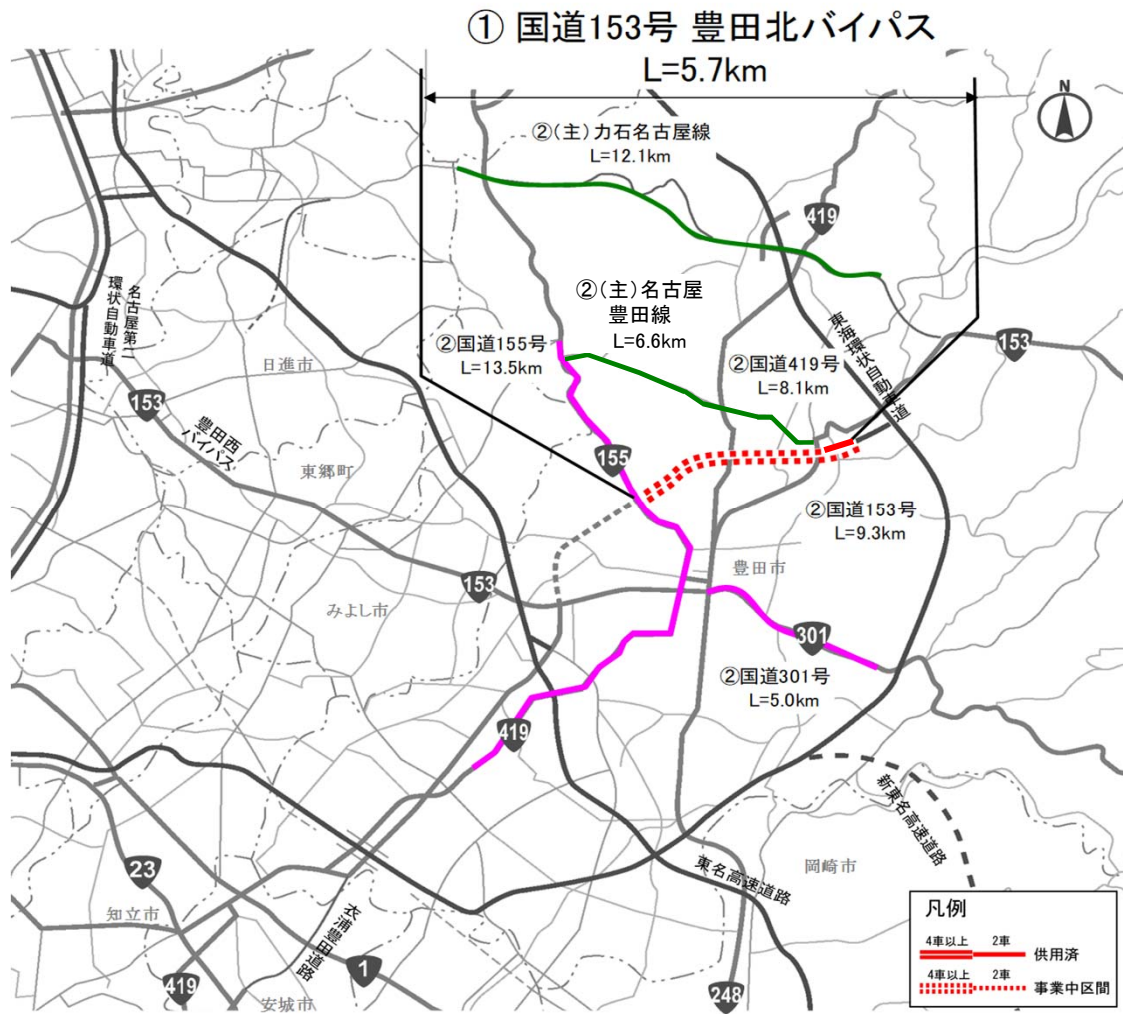 ① 国道153号 豊田北バイパス
L=5.7km
N
②(主)力石名古屋線
L=12.1km
419
②(主)名古屋
豊田線
L=6.6km
名古屋第二
環状自動車道
②国道155号
L=13.5km
日進市
②国道419号
L=8.1km
東海環状自動車道
153
153
豊田西
バイパス
東郷町
155
②国道153号
L=9.3km
153
豊田市
みよし市
301
②国道301号
L=5.0km
419
新東名高速道路
岡崎市
東名高速道路
23
知立市
衣浦豊田道路
1
419
安城市
248
凡例
4車以上 2車 供用済
4車以上 2車 事業中区間